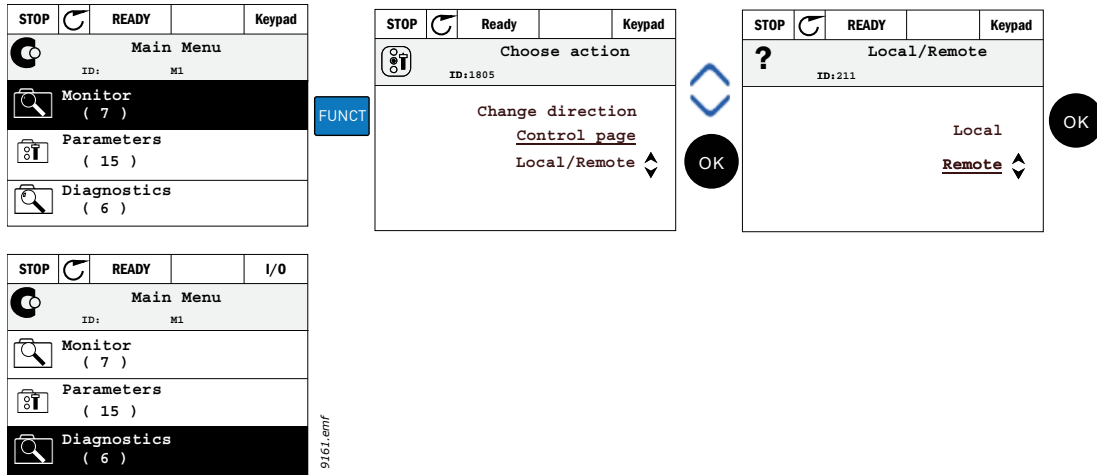 STOP READY Keypad
Main Menu
ID: M1
Monitor
( 7 )
Parameters
( 15 )
Diagnostics
( 6 )
FUNCT
STOP Ready Keypad
Choose action
ID:1805
Change direction
Control page
Local/Remote
OK
STOP READY Keypad
?
Local/Remote
ID:211
Local
Remote
OK
STOP READY I/O
Main Menu
ID: M1
Monitor
( 7 )
Parameters
( 15 )
Diagnostics
( 6 )
9161.emf